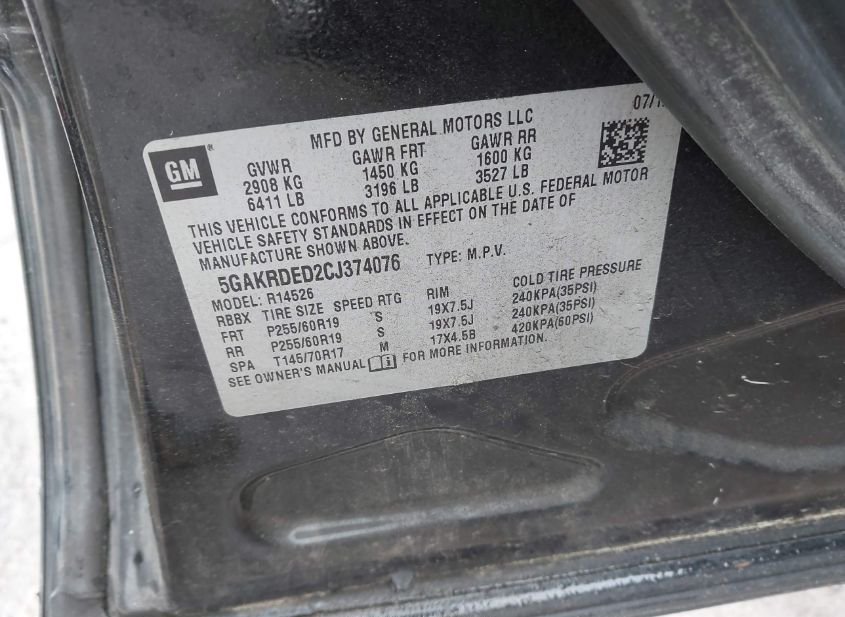 MFD BY GENERAL MOTORS LLC 07/1
GM® GVWR GAWR FRT GAWR RR
2908 KG 1450 KG 1600 KG
6411 LB 3196 LB 3527 LB
THIS VEHICLE CONFORMS TO ALL APPLICABLE U.S. FEDERAL MOTOR
VEHICLE SAFETY STANDARDS IN EFFECT ON THE DATE OF
MANUFACTURE SHOWN ABOVE.
5GAKRDED2CJ374076 TYPE: M.P.V.
MODEL: R14526
RBBX TIRE SIZE SPEED RTG RIM COLD TIRE PRESSURE
FRT P255/60R19 S 19X7.5J 240KPA(35PSI)
RR P255/60R19 S 19X7.5J 240KPA(35PSI)
SPA T145/70R17 M 17X4.5B 420KPA(60PSI)
SEE OWNER'S MANUAL FOR MORE INFORMATION.